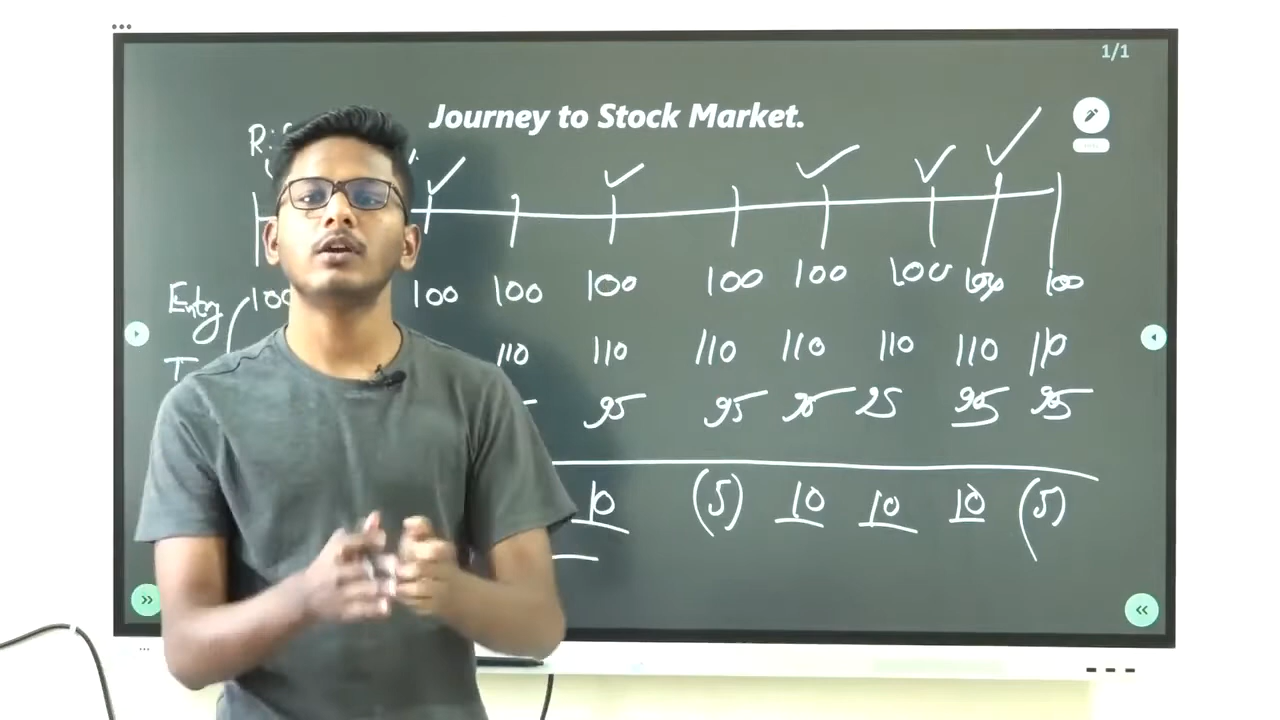 1/1
Journey to Stock Market.
Entry 100 100 100 100 100 100 100 100 100
110 110 110 110 110 110 110
95 95 95 95 95 95
10 (5) 10 10 10 (5)